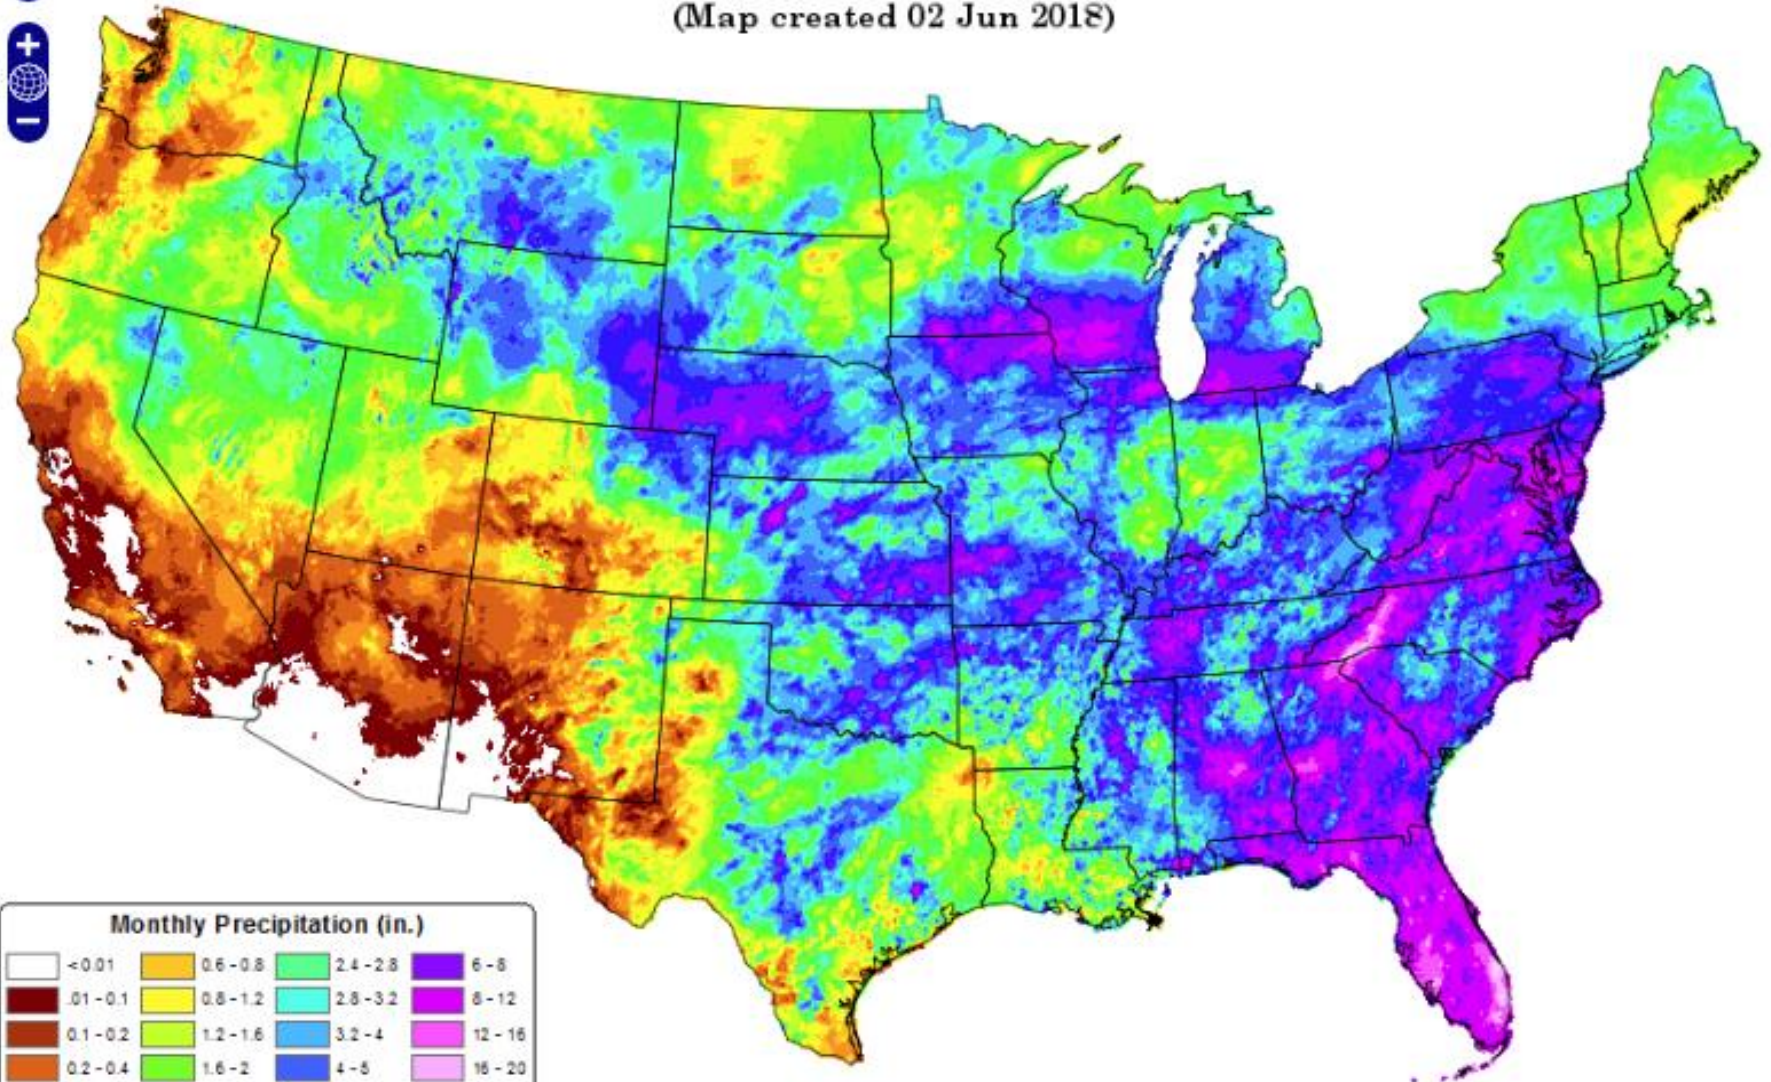 (Map created 02 Jun 2018)
+
−
Monthly Precipitation (in.)
<0.01 0.6 - 0.8 2.4 - 2.8 6 - 8
.01 - 0.1 0.8 - 1.2 2.8 - 3.2 8 - 12
0.1 - 0.2 1.2 - 1.6 3.2 - 4 12 - 16
0.2 - 0.4 1.6 - 2 4 - 5 16 - 20